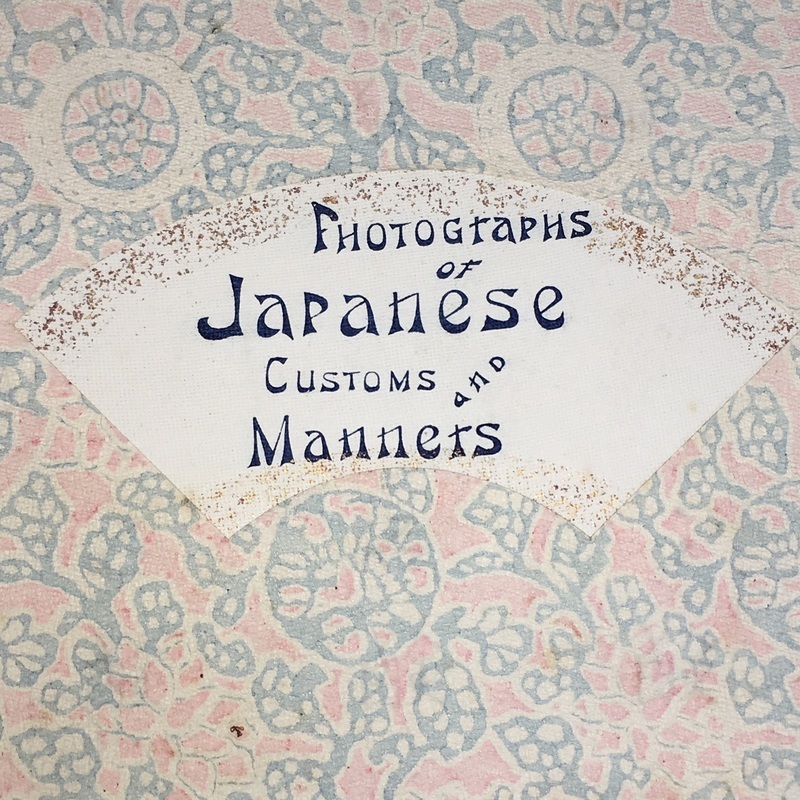 Photographs
of
Japanese
Customs and
Manners